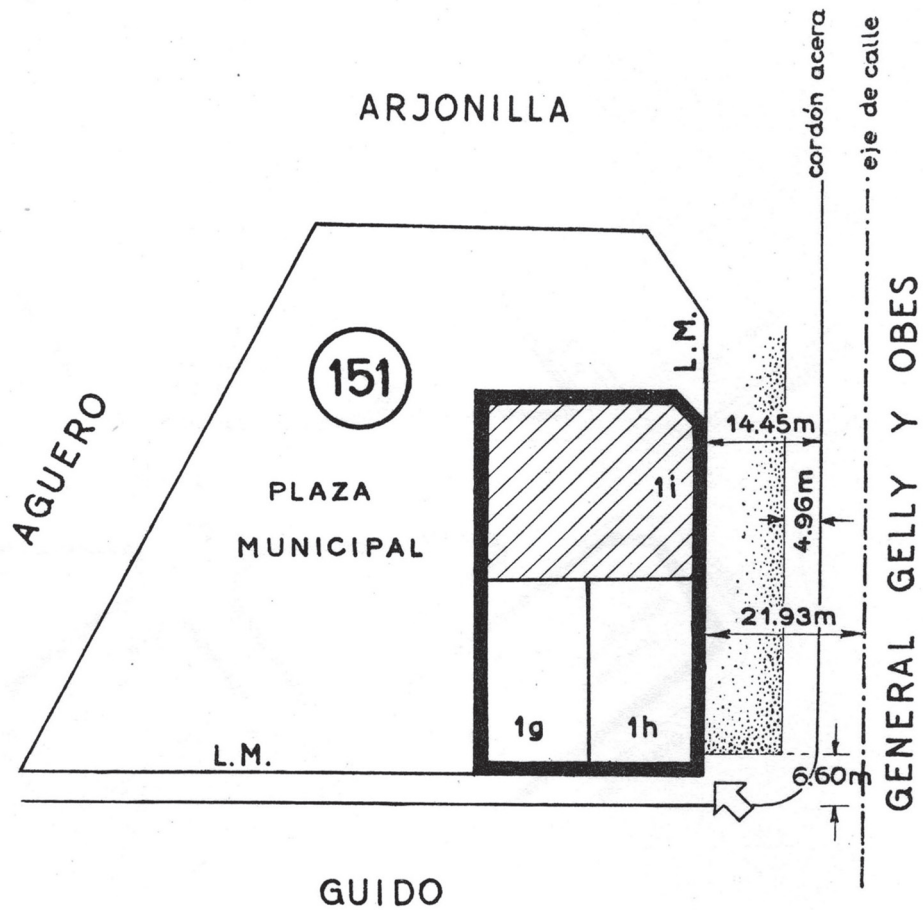 ARJONILLA
cordón acera
eje de calle
151
L.M.
AGUERO
PLAZA
MUNICIPAL
14.45m
1i
4.96m
GENERAL GELLY Y OBES
21.93m
1g
1h
L.M.
6.60m
GUIDO